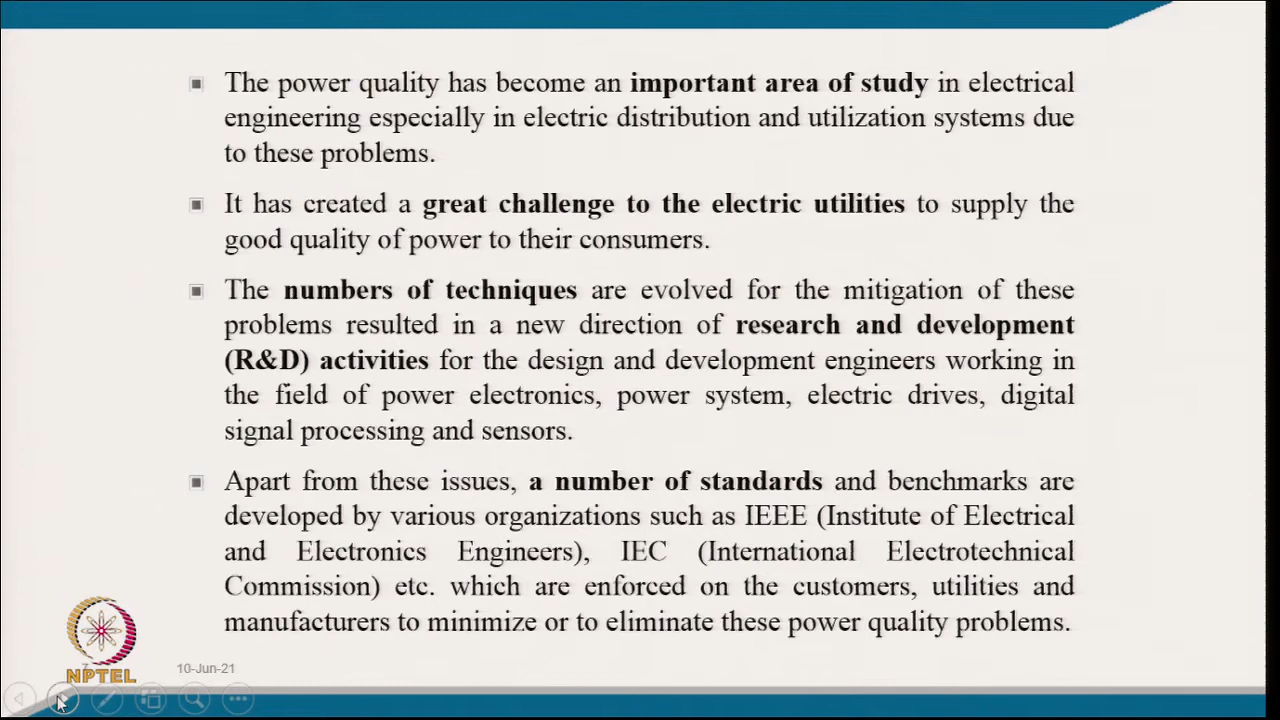 The power quality has become an important area of study in electrical
engineering especially in electric distribution and utilization systems due
to these problems.
It has created a great challenge to the electric utilities to supply the
good quality of power to their consumers.
The numbers of techniques are evolved for the mitigation of these
problems resulted in a new direction of research and development
(R&D) activities for the design and development engineers working in
the field of power electronics, power system, electric drives, digital
signal processing and sensors.
Apart from these issues, a number of standards and benchmarks are
developed by various organizations such as IEEE (Institute of Electrical
and Electronics Engineers), IEC (International Electrotechnical
Commission) etc. which are enforced on the customers, utilities and
manufacturers to minimize or to eliminate these power quality problems.
7
10-Jun-21
NPTEL